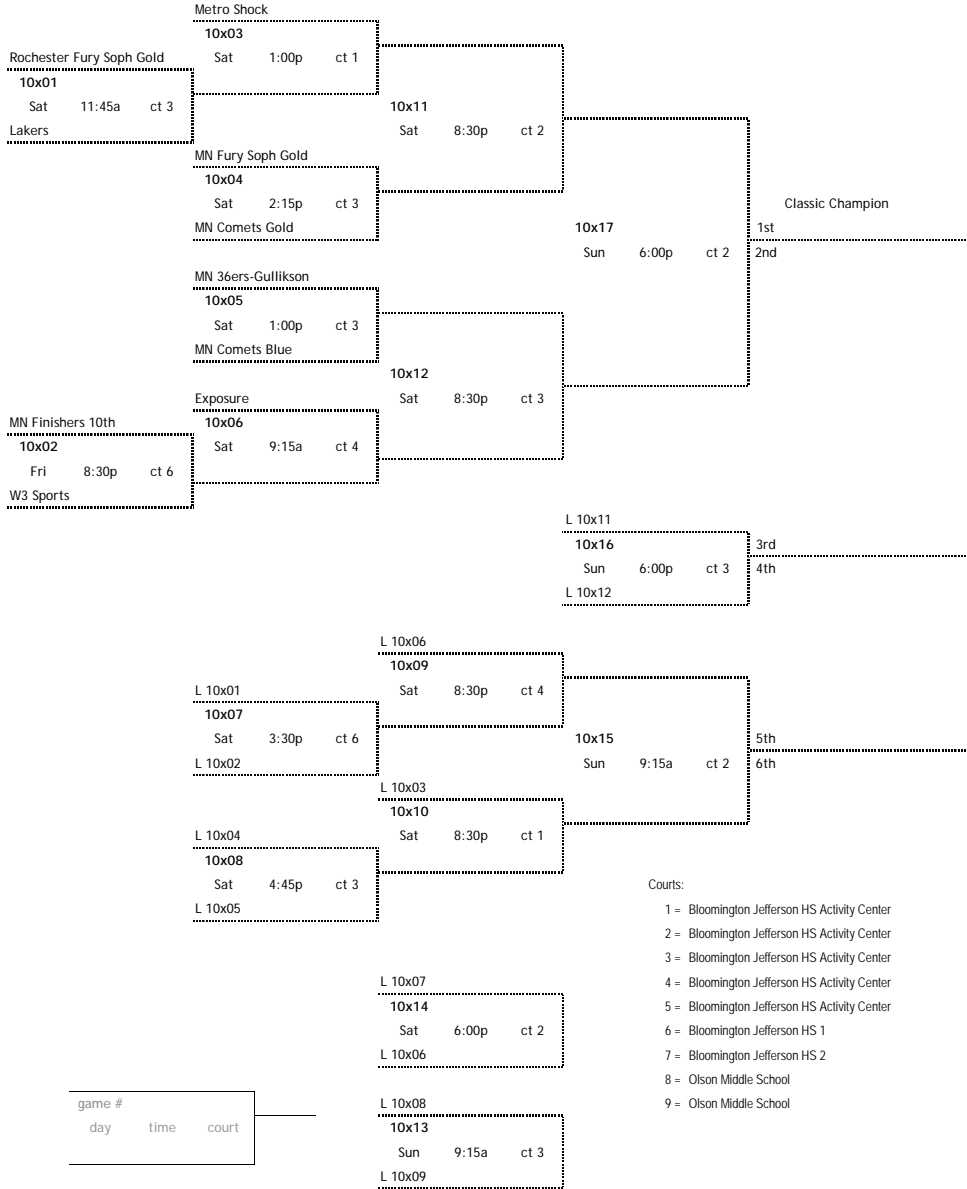 Metro Shock
10x03
Sat 1:00p ct 1
Rochester Fury Soph Gold
10x01
Sat 11:45a ct 3
Lakers
10x11
Sat 8:30p ct 2
MN Fury Soph Gold
10x04
Sat 2:15p ct 3
MN Comets Gold
Classic Champion
10x17
Sun 6:00p ct 2
1st
2nd
MN 36ers-Gullikson
10x05
Sat 1:00p ct 3
MN Comets Blue
10x12
Sat 8:30p ct 3
Exposure
10x06
Sat 9:15a ct 4
MN Finishers 10th
10x02
Fri 8:30p ct 6
W3 Sports
L 10x11
10x16
Sun 6:00p ct 3
L 10x12
3rd
4th
L 10x06
10x09
Sat 8:30p ct 4
L 10x01
10x07
Sat 3:30p ct 6
L 10x02
10x15
Sun 9:15a ct 2
5th
6th
L 10x03
10x10
Sat 8:30p ct 1
L 10x04
10x08
Sat 4:45p ct 3
L 10x05
Courts:
1 = Bloomington Jefferson HS Activity Center
2 = Bloomington Jefferson HS Activity Center
3 = Bloomington Jefferson HS Activity Center
4 = Bloomington Jefferson HS Activity Center
5 = Bloomington Jefferson HS Activity Center
6 = Bloomington Jefferson HS 1
7 = Bloomington Jefferson HS 2
8 = Olson Middle School
9 = Olson Middle School
L 10x07
10x14
Sat 6:00p ct 2
L 10x06
game #
day time court
L 10x08
10x13
Sun 9:15a ct 3
L 10x09